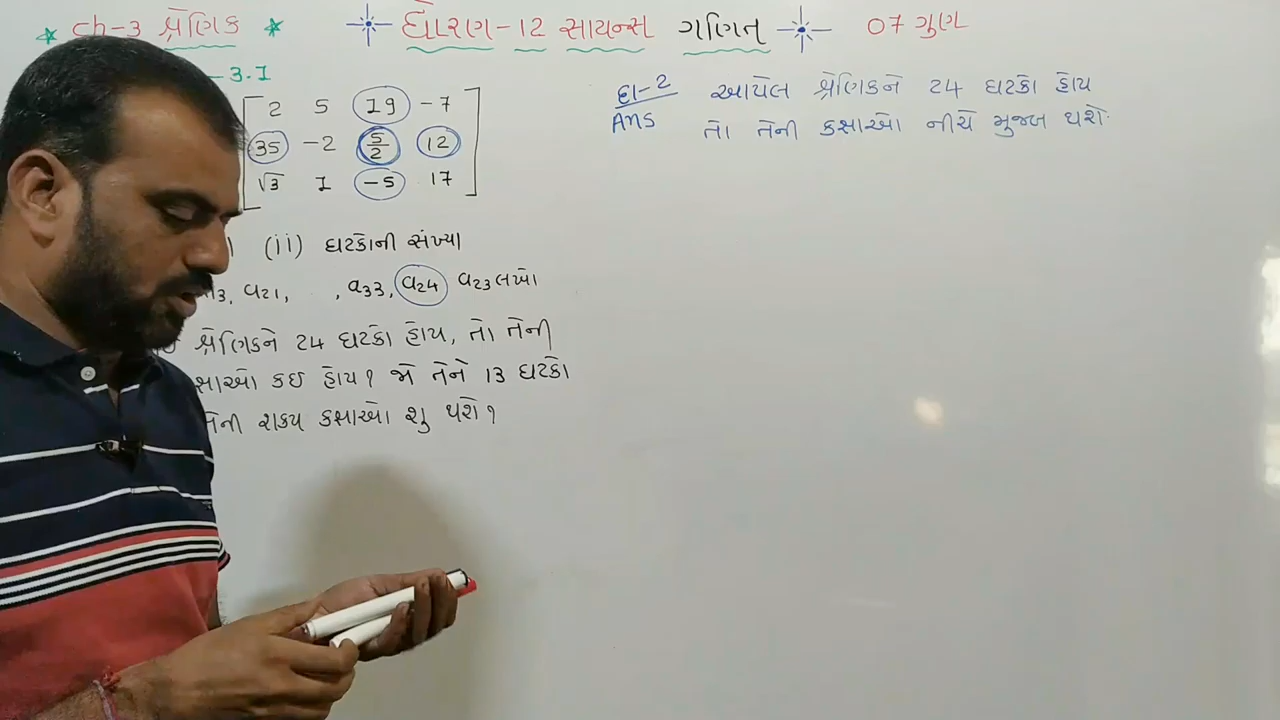 ch-3 શ્રેણિક
ધોરણ-12 સાયન્સ ગણિત
07 ગુણ
-3.1
2 5 19 -7
35 -2 5/2 12
√3 1 -5 17
(ii) ઘટકોની સંખ્યા
a21, , a33, a24 a23 લખો
શ્રેણિકને 24 ઘટકો હોય, તો તેની
કઇ હોય? જો તેને 13 ઘટકો
શક્ય કક્ષાઓ શુ થશે?
દા-2 આપેલ શ્રેણિકને 24 ઘટકો હોય
Ans તો તેની કક્ષાઓ નીચે મુજબ થશે.